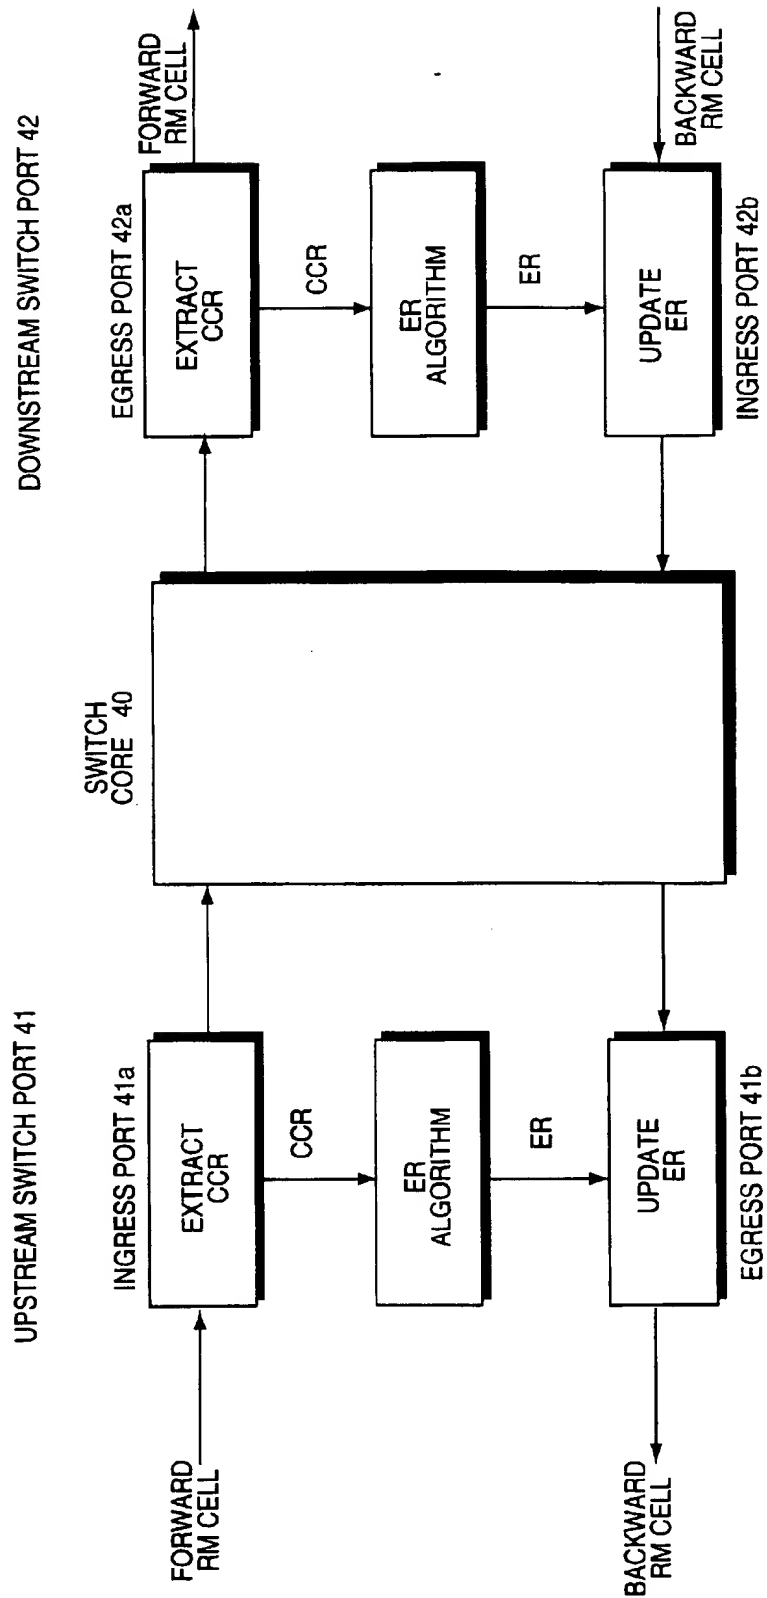 UPSTREAM SWITCH PORT 41
DOWNSTREAM SWITCH PORT 42
INGRESS PORT 41a
SWITCH
CORE 40
EGRESS PORT 42a
FORWARD
RM CELL
EXTRACT
CCR
EXTRACT
CCR
FORWARD
RM CELL
CCR
CCR
ER
ALGORITHM
ER
ALGORITHM
ER
ER
BACKWARD
RM CELL
UPDATE
ER
UPDATE
ER
BACKWARD
RM CELL
EGRESS PORT 41b
INGRESS PORT 42b